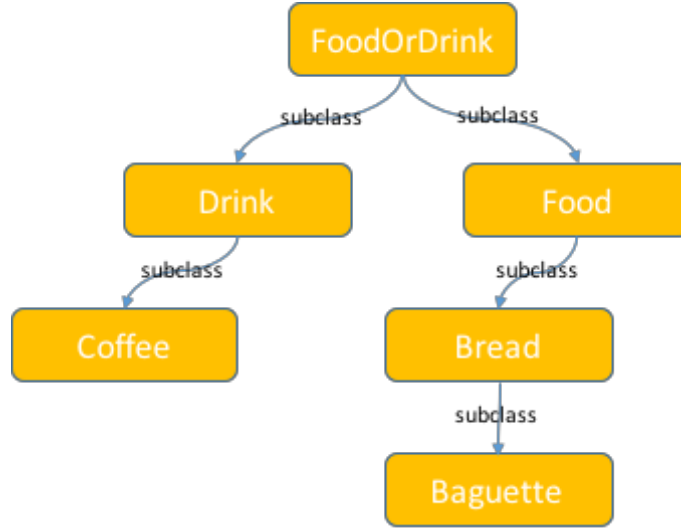 FoodOrDrink
subclass
subclass
Drink
Food
subclass
subclass
Coffee
Bread
subclass
Baguette